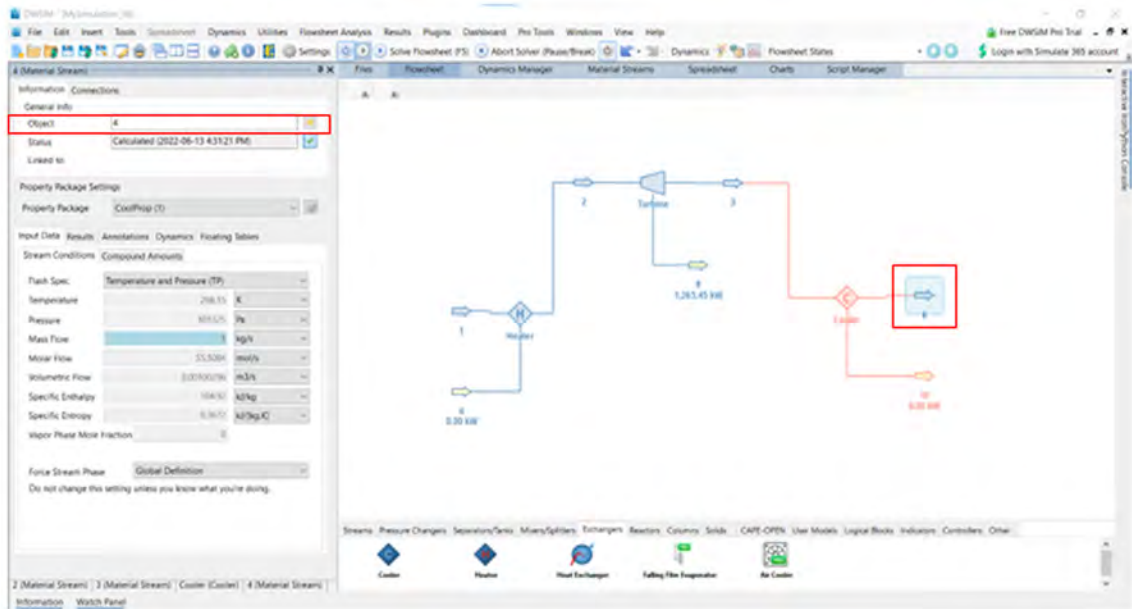 DWSIM - [MySimulation_58]
File Edit Insert Tools Spreadsheet Dynamics Utilities Flowsheet Analysis Results Plugins Dashboard Pro Tools Windows View Help Free DWSIM Pro Trial
Settings Solve Flowsheet (F5) Abort Solver (Pause/Break) Dynamics Flowsheet States Login with Simulate 365 account
4 (Material Stream)
Files Flowsheet Dynamics Manager Material Streams Spreadsheet Charts Script Manager
Information Connections
General Info
Object 4
Status Calculated (2022-06-13 4:31:21 PM)
Linked to
Property Package Settings
Property Package CoolProp (1)
Input Data Results Annotations Dynamics Floating Tables
Stream Conditions Compound Amounts
Flash Spec Temperature and Pressure (TP)
Temperature 298.15 K
Pressure 101325 Pa
Mass Flow 1 kg/s
Molar Flow 55.5084 mol/s
Volumetric Flow m3/s
Specific Enthalpy kJ/kg
Specific Entropy kJ/[kg.K]
Vapor Phase Mole Fraction 0
Force Stream Phase Global Definition
Do not change this setting unless you know what you're doing.
2 Turbine 3
1,265.45 kW
1 Heater
Cooler
0.00 kW
0.00 kW
Streams Pressure Changers Separators/Tanks Mixers/Splitters Exchangers Reactors Columns Solids CAPE-OPEN User Models Logical Blocks Indicators Controllers Other
Cooler Heater Heat Exchanger Falling Film Evaporator Air Cooler
2 (Material Stream) 3 (Material Stream) Cooler (Cooler) 4 (Material Stream)
Information Watch Panel
Interactive IronPython Console